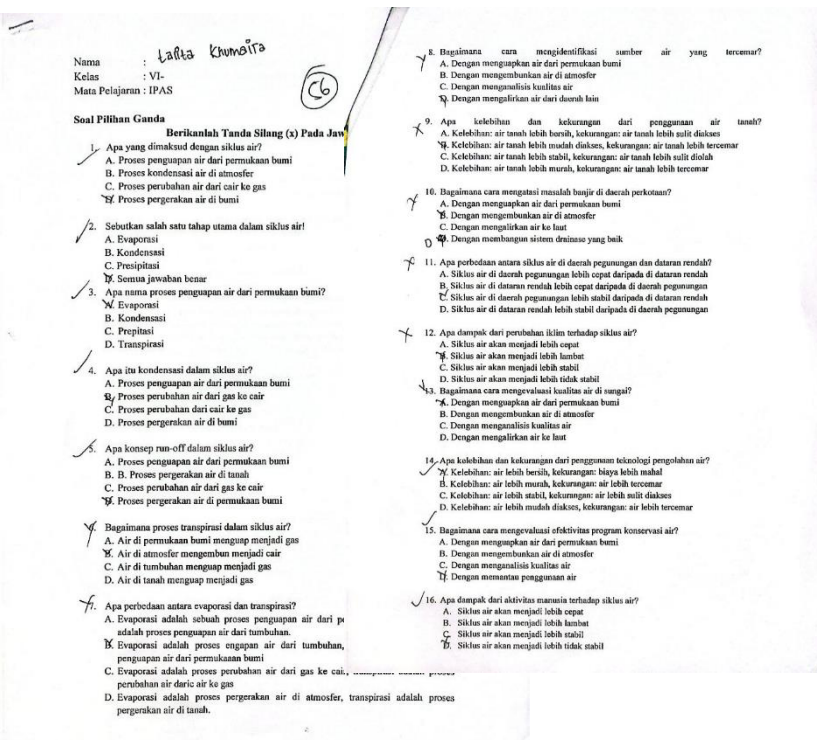 Nama : Lafita Khumaira
Kelas : VI-
Mata Pelajaran : IPAS
C6
Soal Pilihan Ganda
Berikanlah Tanda Silang (x) Pada Jaw
1. Apa yang dimaksud dengan siklus air?
A. Proses penguapan air dari permukaan bumi
B. Proses kondensasi air di atmosfer
C. Proses perubahan air dari cair ke gas
D. Proses pergerakan air di bumi
2. Sebutkan salah satu tahap utama dalam siklus air!
A. Evaporasi
B. Kondensasi
C. Presipitasi
D. Semua jawaban benar
3. Apa nama proses penguapan air dari permukaan bumi?
A. Evaporasi
B. Kondensasi
C. Prepitasi
D. Transpirasi
4. Apa itu kondensasi dalam siklus air?
A. Proses penguapan air dari permukaan bumi
B. Proses perubahan air dari gas ke cair
C. Proses perubahan dari cair ke gas
D. Proses pergerakan air di bumi
5. Apa konsep run-off dalam siklus air?
A. Proses penguapan air dari permukaan bumi
B. B. Proses pergerakan air di tanah
C. Proses perubahan air dari gas ke cair
D. Proses pergerakan air di permukaan bumi
6. Bagaimana proses transpirasi dalam siklus air?
A. Air di permukaan bumi menguap menjadi gas
B. Air di atmosfer mengembun menjadi cair
C. Air di tumbuhan menguap menjadi gas
D. Air di tanah menguap menjadi gas
7. Apa perbedaan antara evaporasi dan transpirasi?
A. Evaporasi adalah sebuah proses penguapan air dari
adalah proses penguapan air dari tumbuhan.
B. Evaporasi adalah proses engapan air dari tumbuhan,
penguapan air dari permukaaan bumi
C. Evaporasi adalah proses perubahan air dari gas ke cair, transpirasi adalah proses
perubahan air daric air ke gas
D. Evaporasi adalah proses pergerakan air di atmosfer, transpirasi adalah proses
pergerakan air di tanah.
2
8. Bagaimana cara mengidentifikasi sumber air yang tercemar?
A. Dengan menguapkan air dari permukaan bumi
B. Dengan mengembunkan air di atmosfer
C. Dengan menganalisis kualitas air
D. Dengan mengalirkan air dari daerah lain
9. Apa kelebihan dan kekurangan dari penggunaan air tanah?
A. Kelebihan: air tanah lebih bersih, kekurangan: air tanah lebih sulit diakses
B. Kelebihan: air tanah lebih mudah diakses, kekurangan: air tanah lebih tercemar
C. Kelebihan: air tanah lebih stabil, kekurangan: air tanah lebih sulit diolah
D. Kelebihan: air tanah lebih murah, kekurangan: air tanah lebih tercemar
10. Bagaimana cara mengatasi masalah banjir di daerah perkotaan?
A. Dengan menguapkan air dari permukaan bumi
B. Dengan mengembunkan air di atmosfer
C. Dengan mengalirkan air ke laut
D D. Dengan membangun sistem drainase yang baik
11. Apa perbedaan antara siklus air di daerah pegunungan dan dataran rendah?
A. Siklus air di daerah pegunungan lebih cepat daripada di dataran rendah
B. Siklus air di dataran rendah lebih cepat daripada di daerah pegunungan
C. Siklus air di daerah pegunungan lebih stabil daripada di dataran rendah
D. Siklus air di dataran rendah lebih stabil daripada di daerah pegunungan
12. Apa dampak dari perubahan iklim terhadap siklus air?
A. Siklus air akan menjadi lebih cepat
B. Siklus air akan menjadi lebih lambat
C. Siklus air akan menjadi lebih stabil
D. Siklus air akan menjadi lebih tidak stabil
13. Bagaimana cara mengevaluasi kualitas air di sungai?
A. Dengan menguapkan air dari permukaan bumi
B. Dengan mengembunkan air di atmosfer
C. Dengan menganalisis kualitas air
D. Dengan mengalirkan air ke laut
14. Apa kelebihan dan kekurangan dari penggunaan teknologi pengolahan air?
A. Kelebihan: air lebih bersih, kekurangan: biaya lebih mahal
B. Kelebihan: air lebih murah, kekurangan: air lebih tercemar
C. Kelebihan: air lebih stabil, kekurangan: air lebih sulit diakses
D. Kelebihan: air lebih mudah diakses, kekurangan: air lebih tercemar
15. Bagaimana cara mengevaluasi efektivitas program konservasi air?
A. Dengan menguapkan air dari permukaan bumi
B. Dengan mengembunkan air di atmosfer
C. Dengan menganalisis kualitas air
D. Dengan memantau penggunaan air
16. Apa dampak dari aktivitas manusia terhadap siklus air?
A. Siklus air akan menjadi lebih cepat
B. Siklus air akan menjadi lebih lambat
C. Siklus air akan menjadi lebih stabil
D. Siklus air akan menjadi lebih tidak stabil